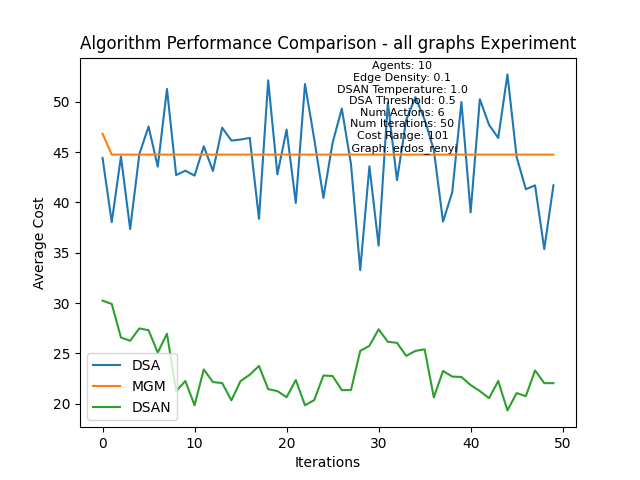 Algorithm Performance Comparison - all graphs Experiment
Agents: 10
Edge Density: 0.1
DSAN Temperature: 1.0
DSA Threshold: 0.5
Num Actions: 6
Num Iterations: 50
Cost Range: 101
Graph: erdos_renyi
Average Cost
50
45
40
35
30
25
20
DSA
MGM
DSAN
0
10
20
30
40
50
Iterations